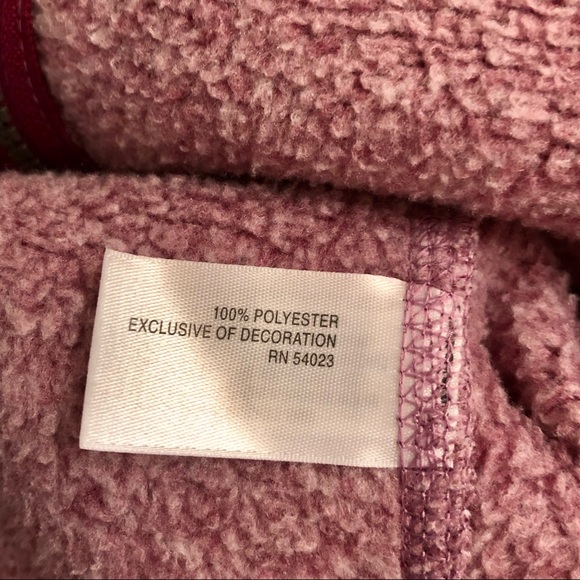 100% POLYESTER
EXCLUSIVE OF DECORATION
RN 54023